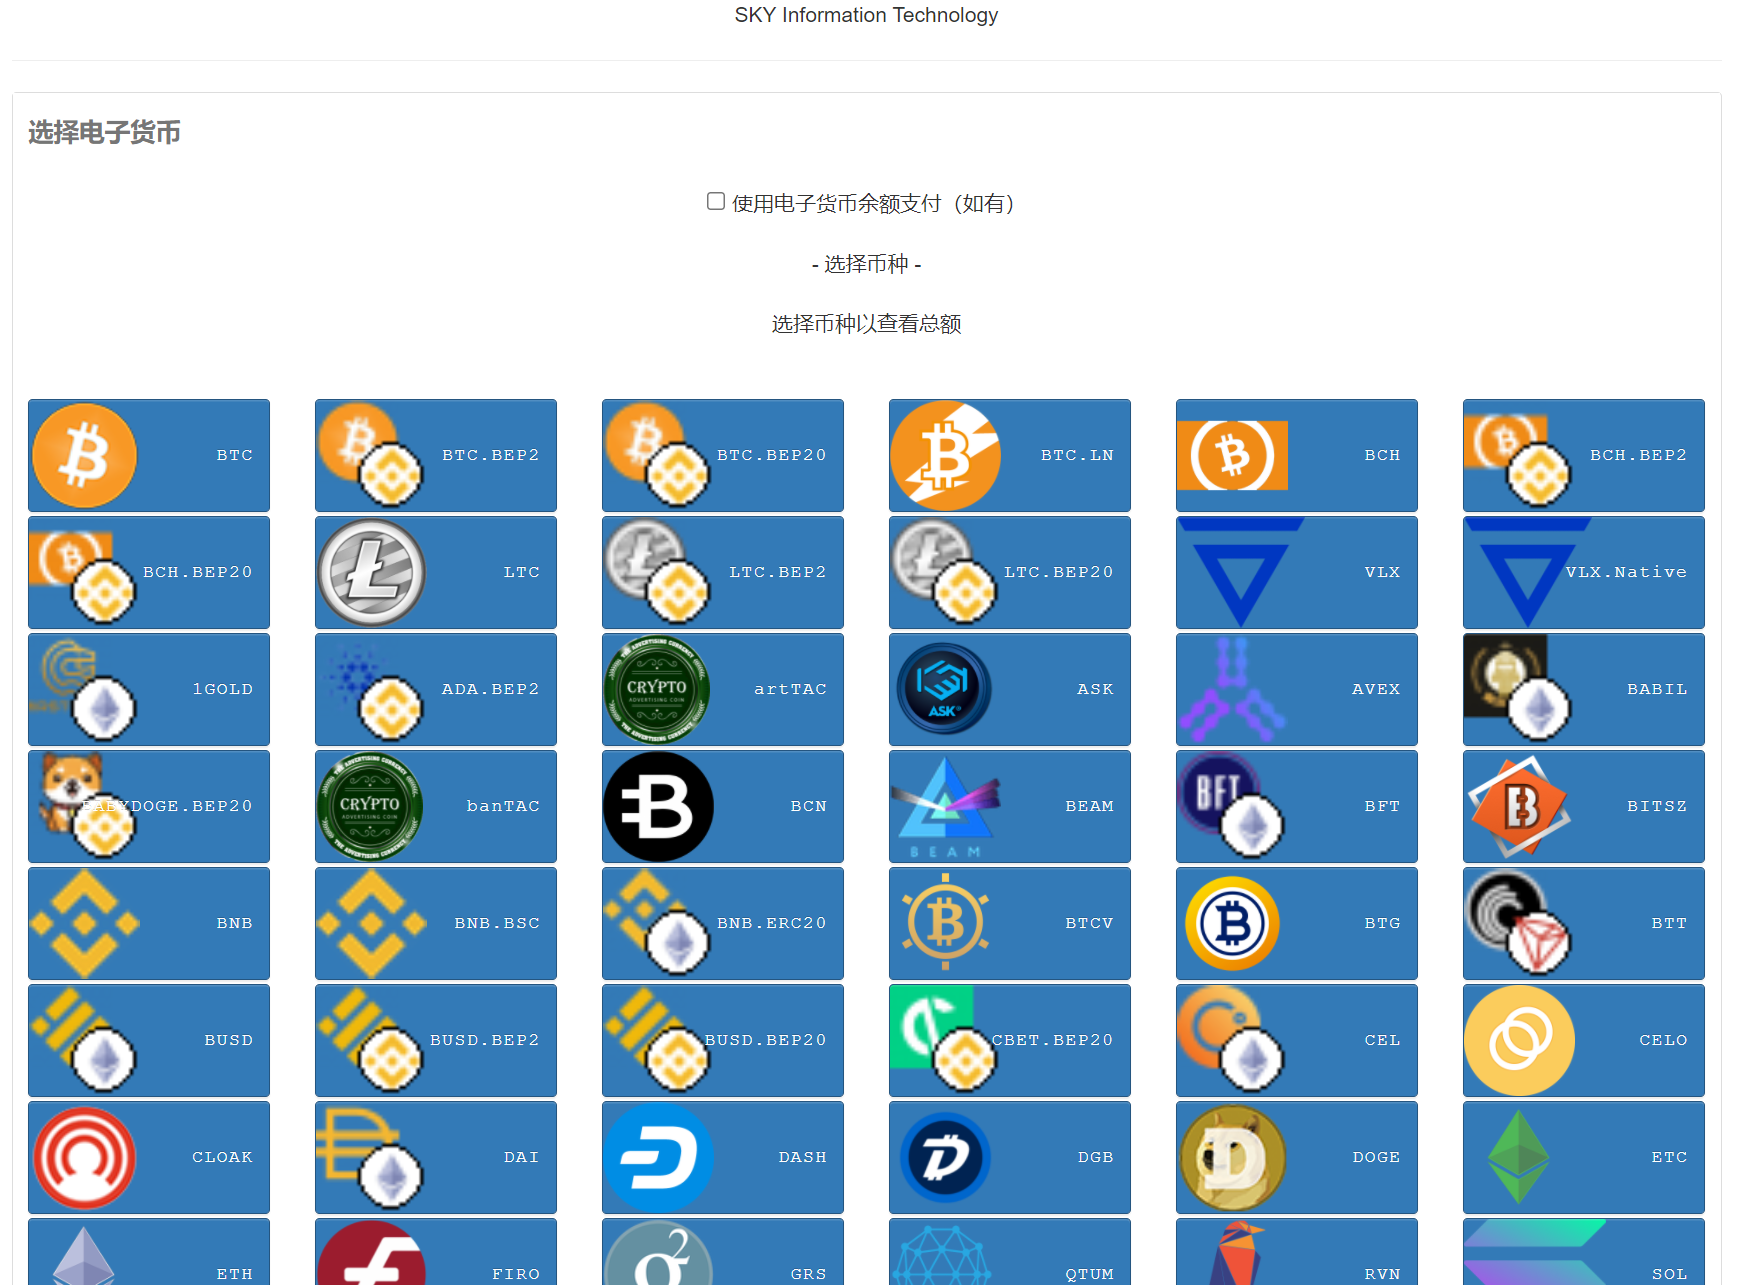 SKY Information Technology
选择电子货币
使用电子货币余额支付（如有）
- 选择币种 -
选择币种以查看总额
BTC
BTC.BEP2
BTC.BEP20
BTC.LN
BCH
BCH.BEP2
BCH.BEP20
LTC
LTC.BEP2
LTC.BEP20
VLX
VLX.Native
1GOLD
ADA.BEP2
CRYPTO
ADVERTISING COIN
artTAC
ASK
ASK
AVEX
BABIL
BABYDOGE.BEP20
CRYPTO
ADVERTISING COIN
banTAC
BCN
BEAM
BEAM
BFT
BFT
BITSZ
BNB
BNB.BSC
BNB.ERC20
BTCV
BTG
BTT
BUSD
BUSD.BEP2
BUSD.BEP20
CBET.BEP20
CEL
CELO
CLOAK
DAI
DASH
DGB
DOGE
ETC
ETH
FIRO
GRS
QTUM
RVN
SOL